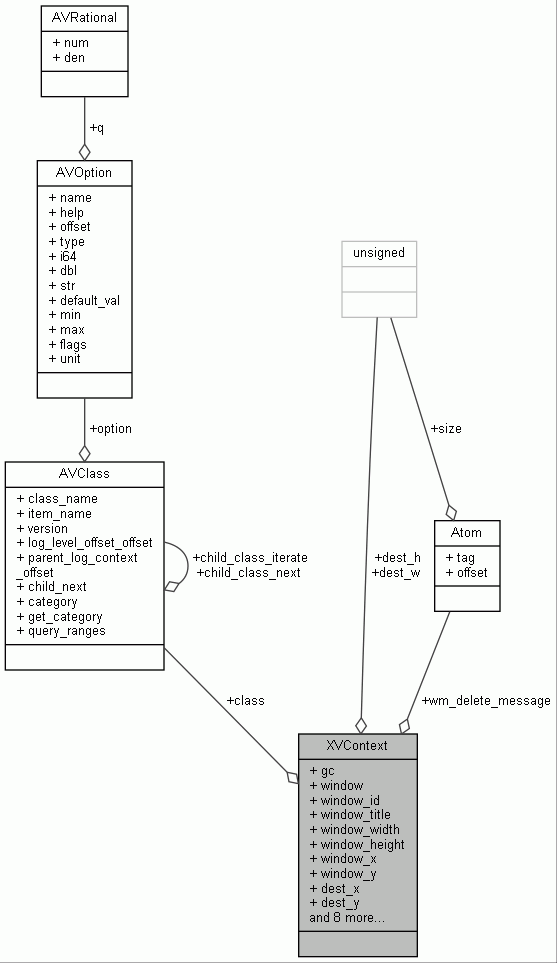 AVRational
+ num
+ den
+q
AVOption
+ name
+ help
+ offset
+ type
+ i64
+ dbl
+ str
+ default_val
+ min
+ max
+ flags
+ unit
+option
AVClass
+ class_name
+ item_name
+ version
+ log_level_offset_offset
+ parent_log_context
_offset
+ child_next
+ category
+ get_category
+ query_ranges
+child_class_iterate
+child_class_next
unsigned
+size
Atom
+ tag
+ offset
+dest_h
+dest_w
+class
+wm_delete_message
XVContext
+ gc
+ window
+ window_id
+ window_title
+ window_width
+ window_height
+ window_x
+ window_y
+ dest_x
+ dest_y
and 8 more...